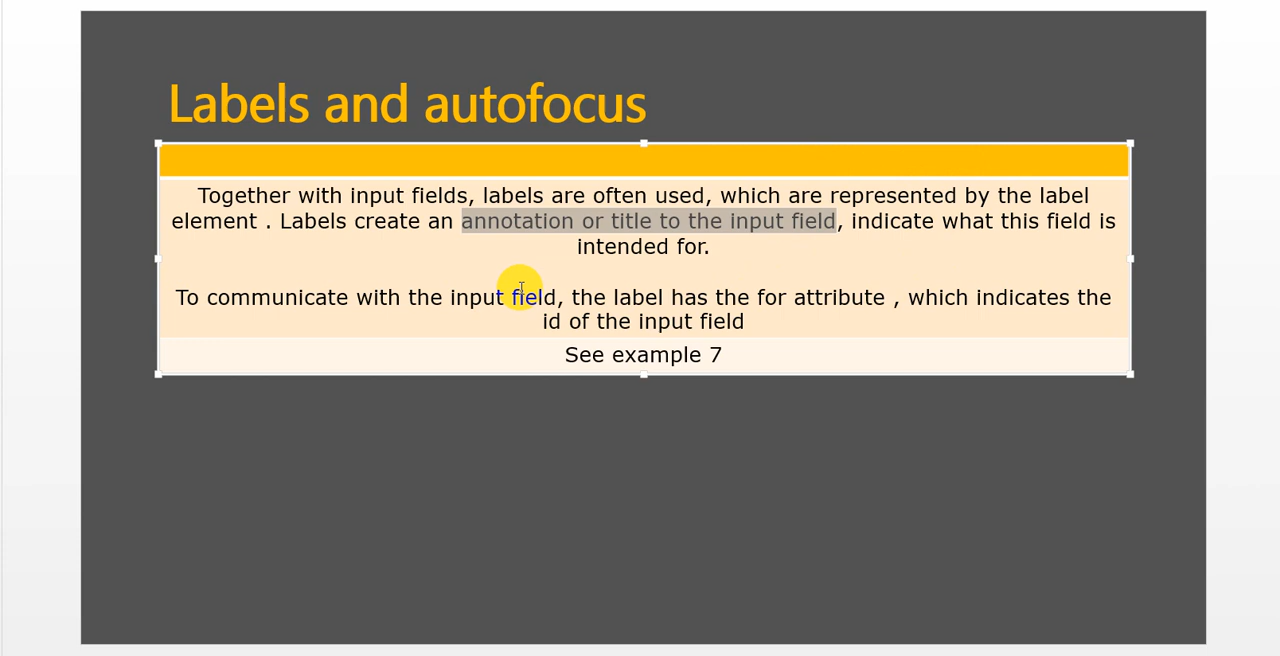 Labels and autofocus
Together with input fields, labels are often used, which are represented by the label
element . Labels create an annotation or title to the input field, indicate what this field is
intended for.
To communicate with the input field, the label has the for attribute , which indicates the
id of the input field
See example 7